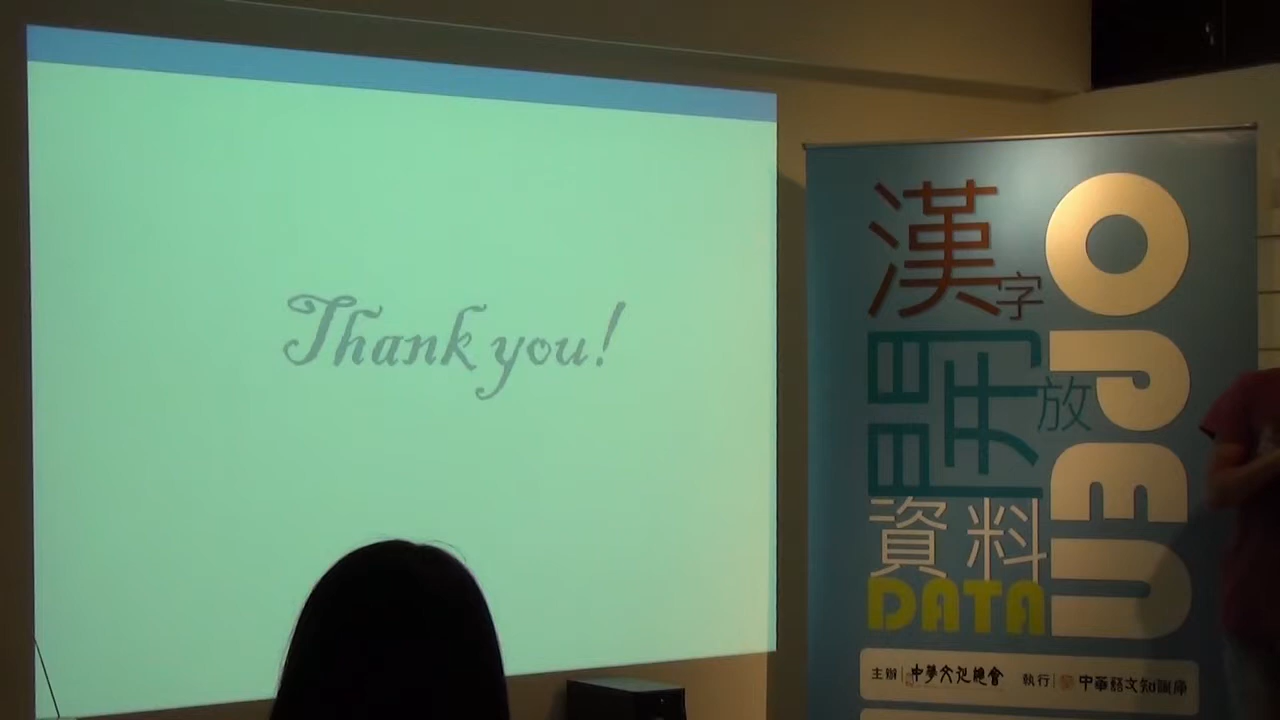 Thank you!
漢字
開放
資料
DATA
OPEN
主辦 中華文化總會 執行 中華語文知識庫